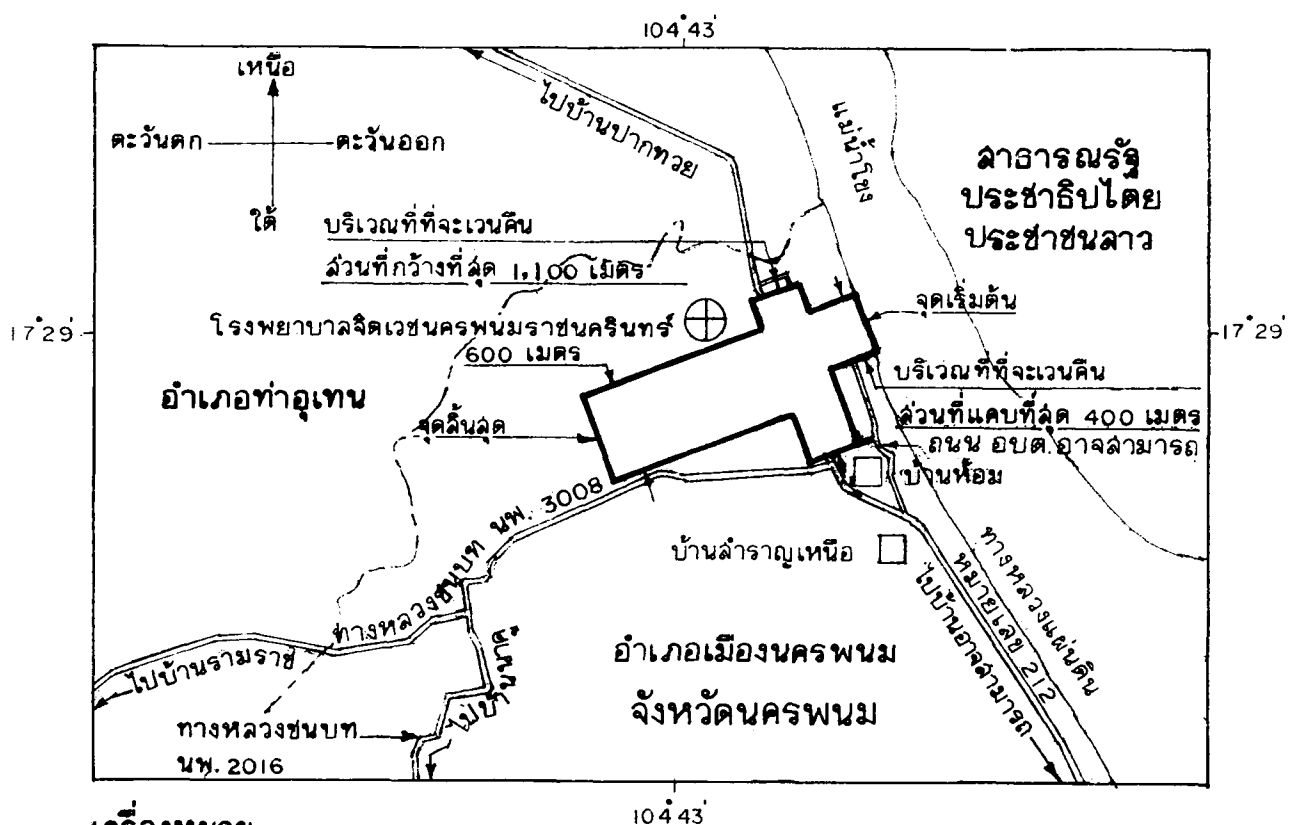 104°43'
เหนือ
ตะวันตก
ตะวันออก
ใต้
ไปบ้านปากทวย
แม่น้ำโขง
สาธารณรัฐ
ประชาธิปไตย
ประชาชนลาว
บริเวณที่ที่จะเวนคืน
ส่วนที่กว้างที่สุด 1,100 เมตร
จุดเริ่มต้น
17°29'
โรงพยาบาลจิตเวชนครพนมราชนครินทร์
17°29'
600 เมตร
บริเวณที่ที่จะเวนคืน
ส่วนที่แคบที่สุด 400 เมตร
อำเภอท่าอุเทน
จุดสิ้นสุด
ถนน อบต.อาจสามารถ
บ้านห้อม
ทางหลวงชนบท นพ. 3008
บ้านสำราญเหนือ
ทางหลวงแผ่นดิน
หมายเลข 212
ไปบ้านอาจสามารถ
ไปบ้านรามราช
อำเภอเมืองนครพนม
จังหวัดนครพนม
ทางหลวงชนบท
นพ. 2016
ไปบ้าน
104°43'